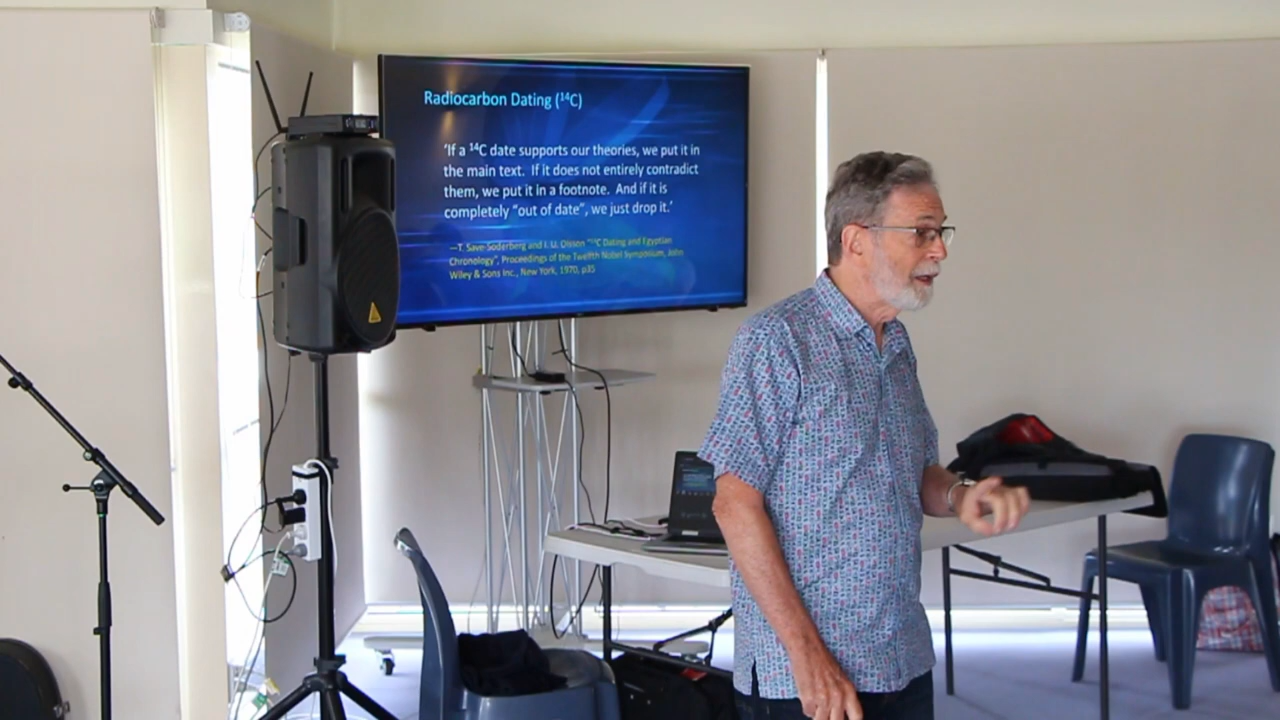 Radiocarbon Dating (¹⁴C)
'If a ¹⁴C date supports our theories, we put it in
the main text. If it does not entirely contradict
them, we put it in a footnote. And if it is
completely "out of date", we just drop it.'
—T. Save-Soderberg and I. U. Olsson "¹⁴C Dating and Egyptian
Chronology", Proceedings of the Twelfth Nobel Symposium, John
Wiley & Sons Inc., New York, 1970, p35